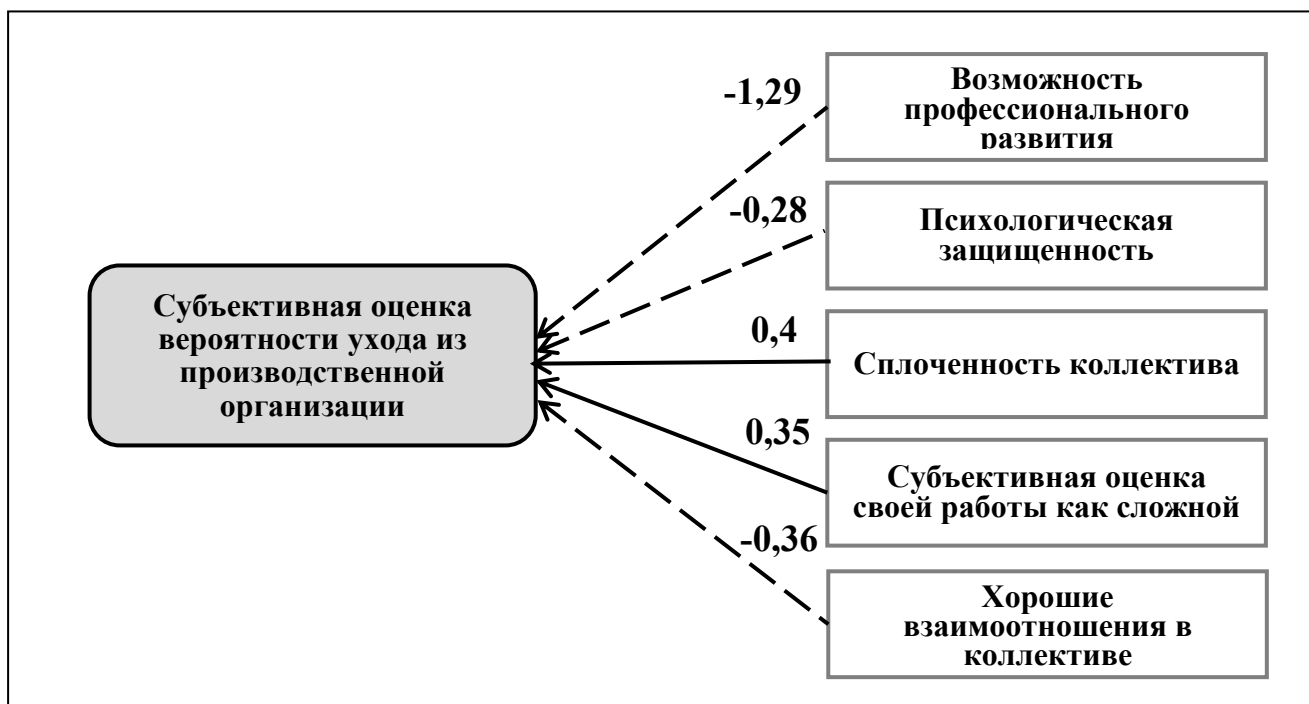 -1,29
Возможность
профессионального
развития
-0,28
Психологическая
защищенность
Субъективная оценка
вероятности ухода из
производственной
организации
0,4
Сплоченность коллектива
0,35
Субъективная оценка
своей работы как сложной
-0,36
Хорошие
взаимоотношения в
коллективе